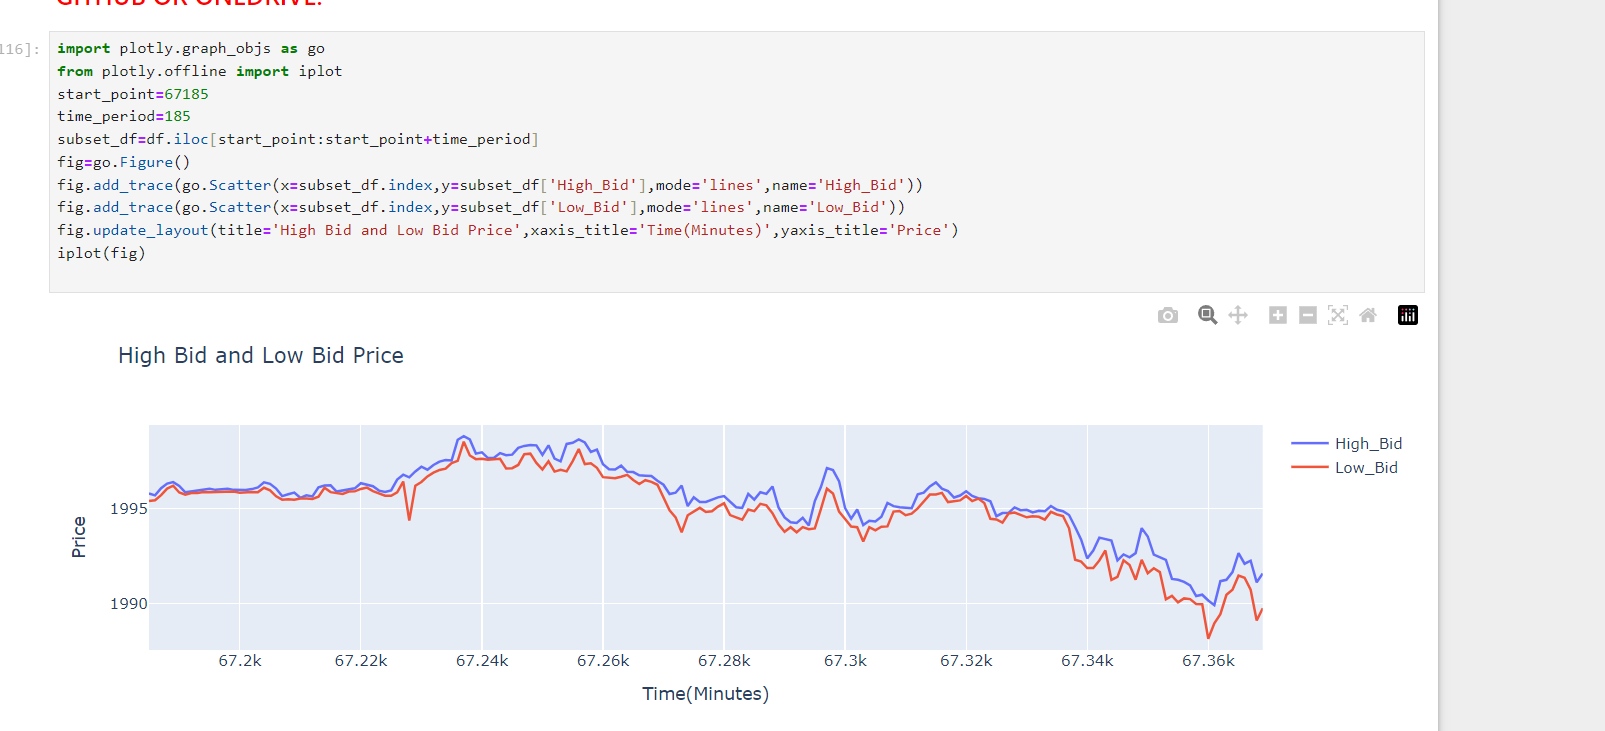 GITHUB OR ONEDRIVE.
116]:
import plotly.graph_objs as go
from plotly.offline import iplot
start_point=67185
time_period=185
subset_df=df.iloc[start_point:start_point+time_period]
fig=go.Figure()
fig.add_trace(go.Scatter(x=subset_df.index,y=subset_df['High_Bid'],mode='lines',name='High_Bid'))
fig.add_trace(go.Scatter(x=subset_df.index,y=subset_df['Low_Bid'],mode='lines',name='Low_Bid'))
fig.update_layout(title='High Bid and Low Bid Price',xaxis_title='Time(Minutes)',yaxis_title='Price')
iplot(fig)
High Bid and Low Bid Price
High_Bid
Low_Bid
1995
Price
1990
67.2k 67.22k 67.24k 67.26k 67.28k 67.3k 67.32k 67.34k 67.36k
Time(Minutes)